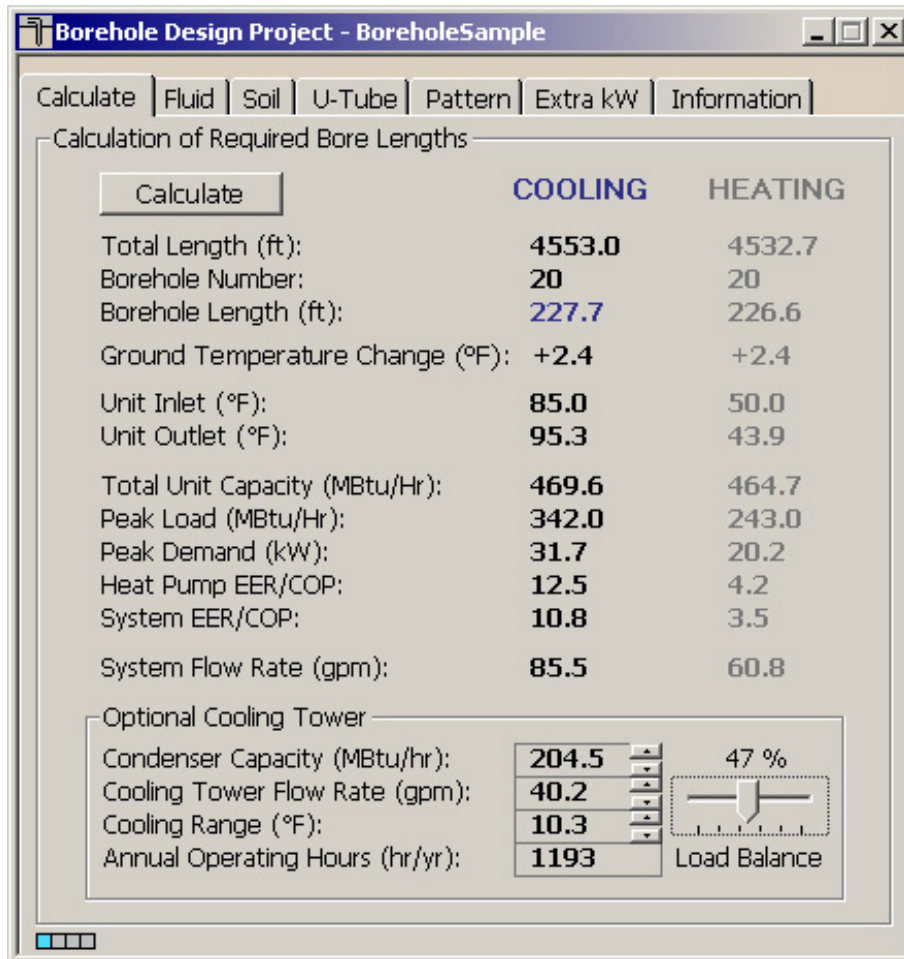 Borehole Design Project - BoreholeSample
Calculate Fluid Soil U-Tube Pattern Extra kW Information
Calculation of Required Bore Lengths
Calculate COOLING HEATING
Total Length (ft): 4553.0 4532.7
Borehole Number: 20 20
Borehole Length (ft): 227.7 226.6
Ground Temperature Change (ºF): +2.4 +2.4
Unit Inlet (ºF): 85.0 50.0
Unit Outlet (ºF): 95.3 43.9
Total Unit Capacity (MBtu/Hr): 469.6 464.7
Peak Load (MBtu/Hr): 342.0 243.0
Peak Demand (kW): 31.7 20.2
Heat Pump EER/COP: 12.5 4.2
System EER/COP: 10.8 3.5
System Flow Rate (gpm): 85.5 60.8
Optional Cooling Tower
Condenser Capacity (MBtu/hr): 204.5 47 %
Cooling Tower Flow Rate (gpm): 40.2
Cooling Range (ºF): 10.3
Annual Operating Hours (hr/yr): 1193 Load Balance